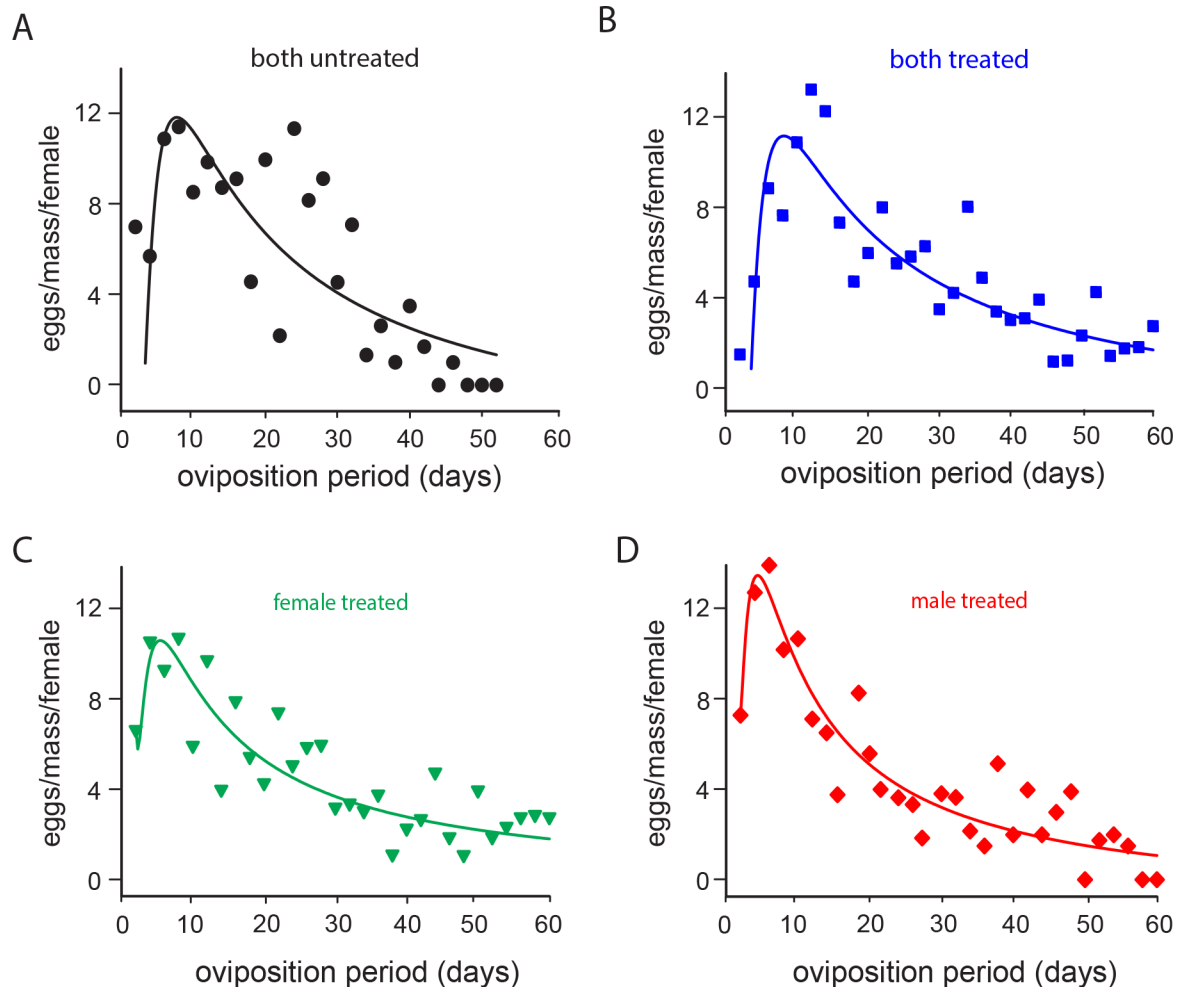 A
both untreated
eggs/mass/female
12
8
4
0
0 10 20 30 40 50 60
oviposition period (days)
B
both treated
eggs/mass/female
12
8
4
0
0 10 20 30 40 50 60
oviposition period (days)
C
female treated
eggs/mass/female
12
8
4
0
0 10 20 30 40 50 60
oviposition period (days)
D
male treated
eggs/mass/female
12
8
4
0
0 10 20 30 40 50 60
oviposition period (days)